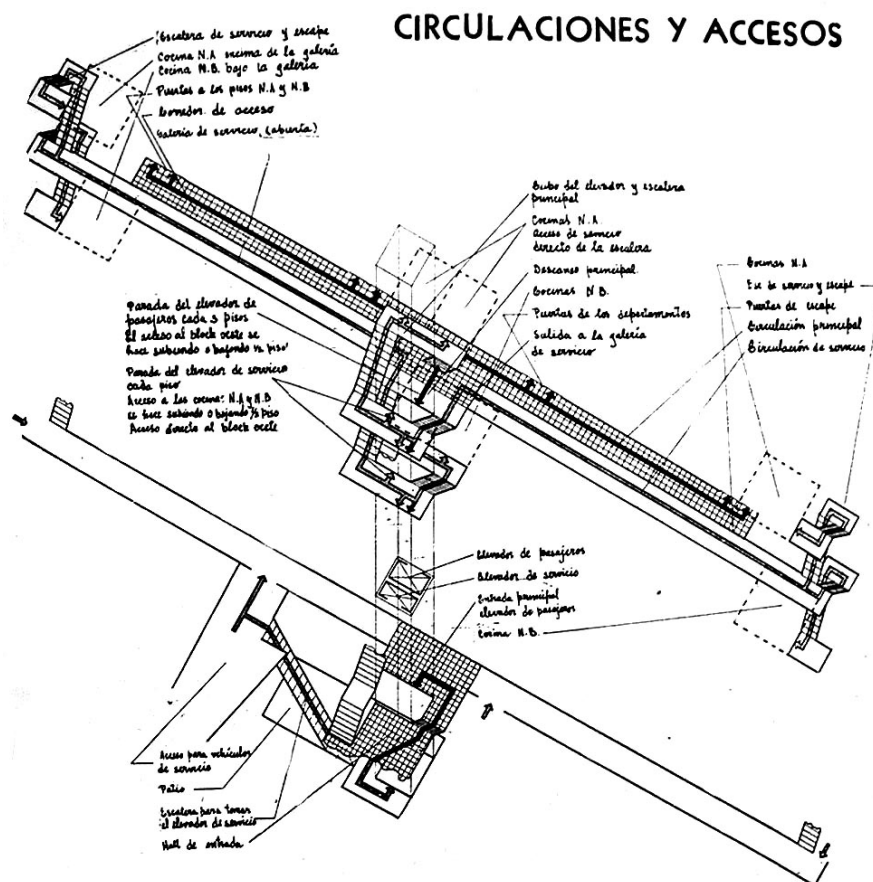 CIRCULACIONES Y ACCESOS
Escalera de servicio y escape
Cocina N.A encima de la galería
Cocina N.B. bajo la galería
Puertas a los pisos N.A y N.B
Corredor de acceso
Galería de servicio (abierta)
Cubo del elevador y escalera
principal
Cocinas N.A.
acceso de servicio
directo de la escalera
Descanso principal
Cocinas N.B.
Puertas de los departamentos
Salida a la galería
de servicio
Cocinas N.A
Esc de servicio y escape
Puertas de escape
Circulación principal
Circulación de servicio
Parada del elevador de
pasajeros cada 3 pisos
El acceso al block oeste se
hace subiendo o bajando ½ piso
Parada del elevador de servicio
cada piso
Acceso a las cocinas N.A y N.B
se hace subiendo o bajando ½ piso
Acceso directo al block oeste
Elevador de pasajeros
Elevador de servicio
Entrada principal
elevador de pasajeros
Cocina N.B.
Acceso para vehículos
de servicio
Patio
Escalera para tomar
el elevador de servicio
Hall de entrada